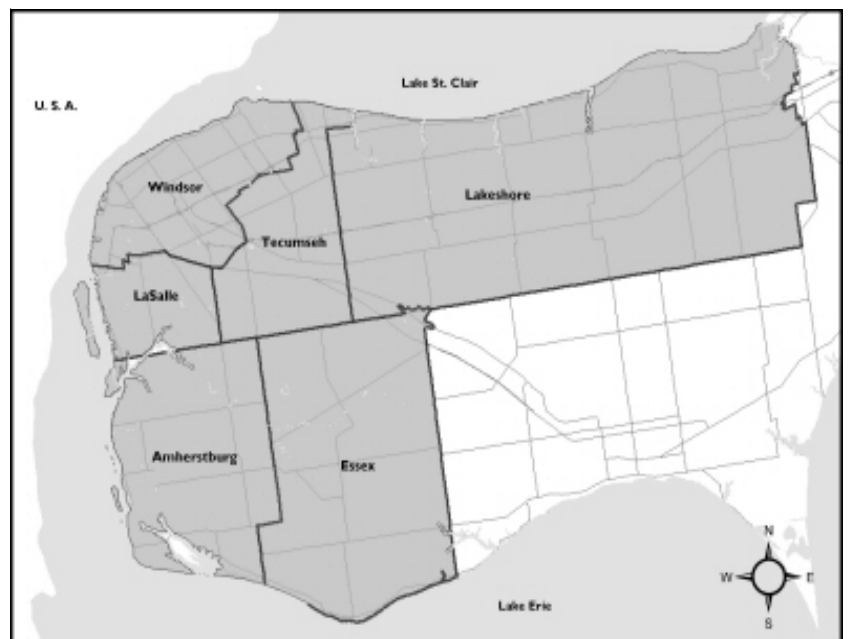 Lake St. Clair
U. S. A.
Windsor
Lakeshore
Tecumseh
LaSalle
Amherstburg
Essex
N
W
E
S
Lake Erie